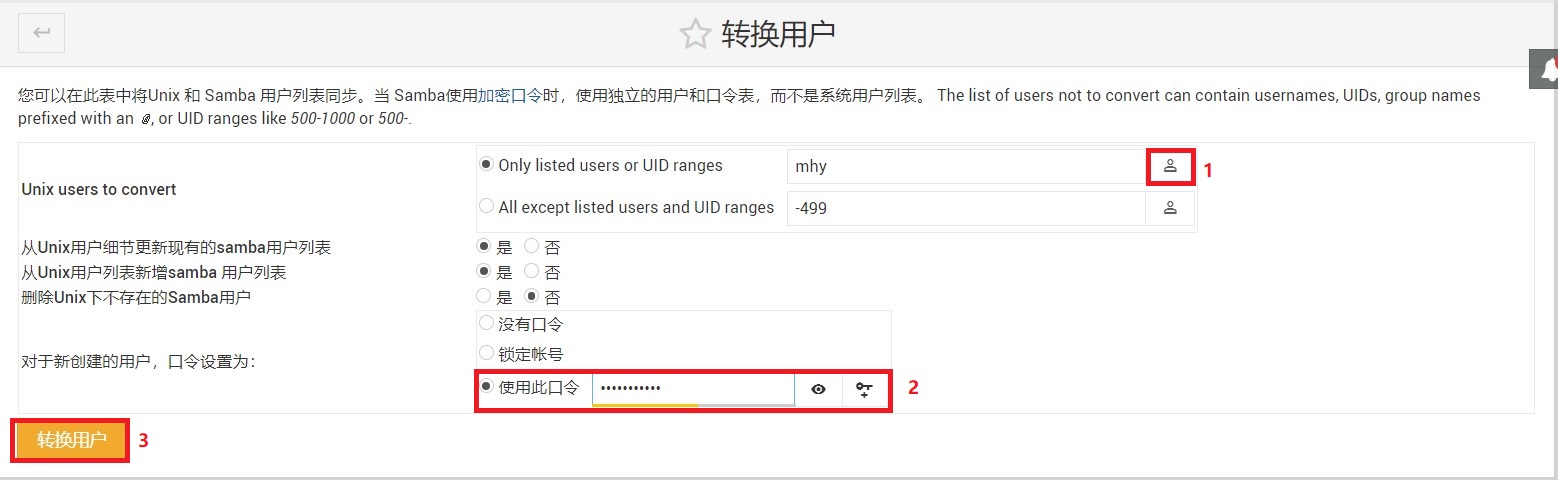 转换用户
您可以在此表中将Unix 和 Samba 用户列表同步。当 Samba使用加密口令时，使用独立的用户和口令表，而不是系统用户列表。 The list of users not to convert can contain usernames, UIDs, group names
prefixed with an @, or UID ranges like 500-1000 or 500-.
Unix users to convert
Only listed users or UID ranges mhy 1
All except listed users and UID ranges -499
从Unix用户细节更新现有的samba用户列表 是 否
从Unix用户列表新增samba 用户列表 是 否
删除Unix下不存在的Samba用户 是 否
对于新创建的用户，口令设置为：
没有口令
锁定帐号
使用此口令 ••••••••••• 2
转换用户 3